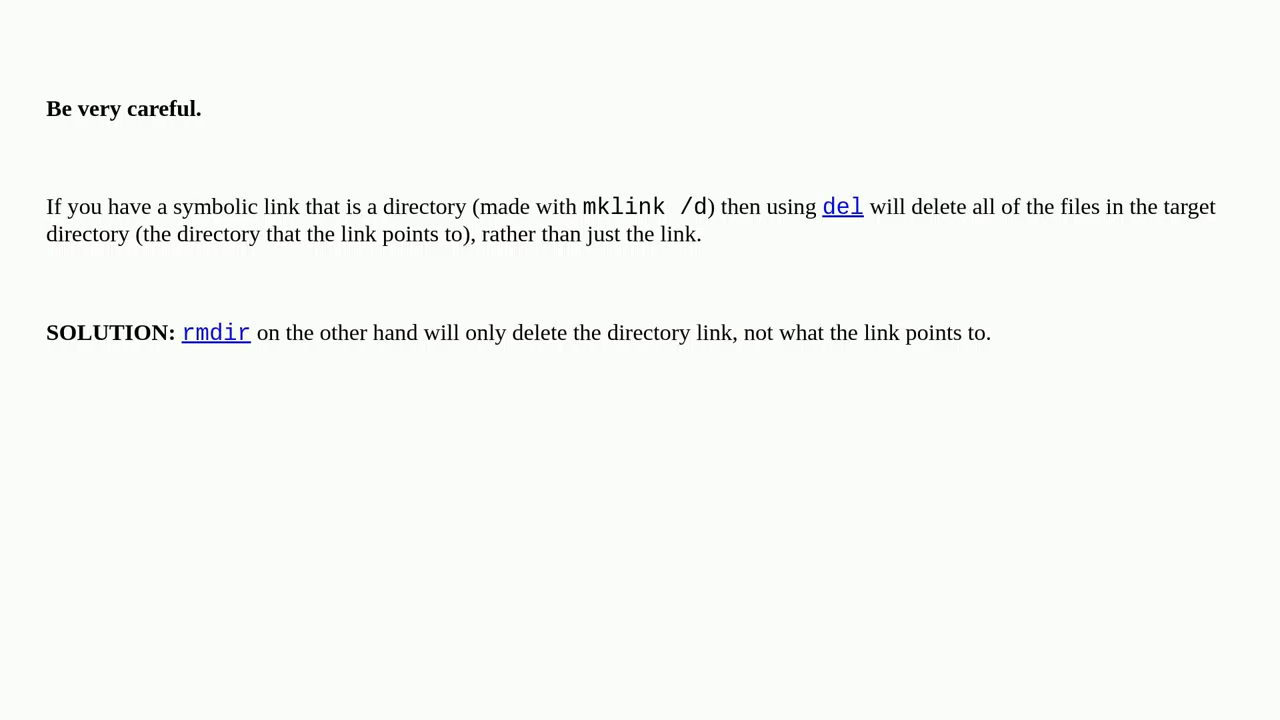 Be very careful.
If you have a symbolic link that is a directory (made with mklink /d) then using del will delete all of the files in the target
directory (the directory that the link points to), rather than just the link.
SOLUTION: rmdir on the other hand will only delete the directory link, not what the link points to.